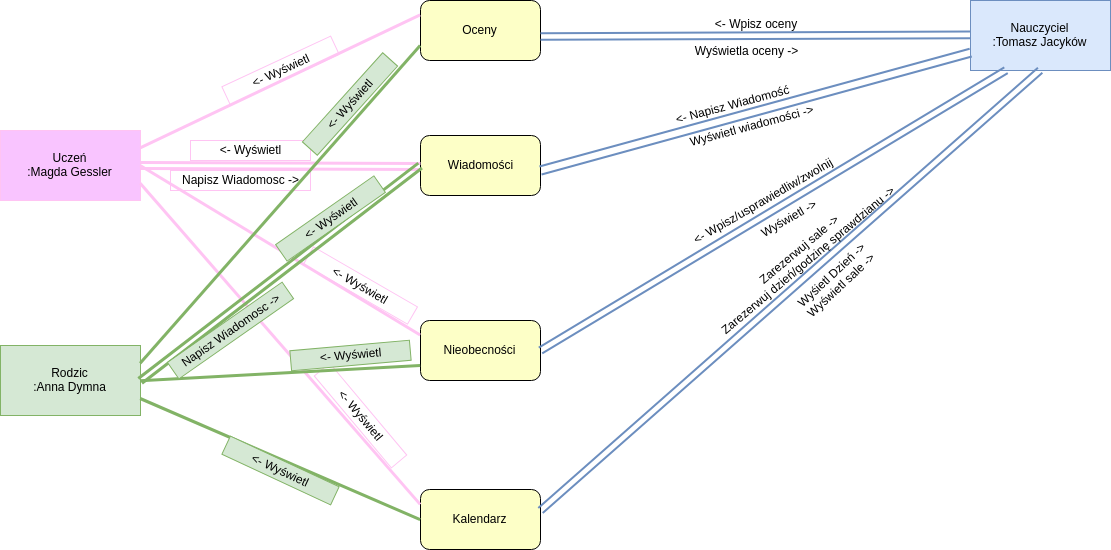 Oceny
<- Wpisz oceny
Wyświetla oceny ->
Nauczyciel
:Tomasz Jacyków
<- Wyświetl
<- Wyświetl
<- Napisz Wiadomość
Wyświetl wiadomości ->
Uczeń
:Magda Gessler
<- Wyświetl
Napisz Wiadomosc ->
Wiadomości
<- Wpisz/usprawiedliw/zwolnij
Wyświetl ->
<- Wyświetl
<- Wyświetl
Zarezerwuj sale ->
Zarezerwuj dzień/godzinę sprawdzianu ->
Wyśietl Dzień ->
Wyświetl sale ->
Napisz Wiadomosc ->
<- Wyświetl
Nieobecności
Rodzic
:Anna Dymna
<- Wyświetl
<- Wyświetl
Kalendarz